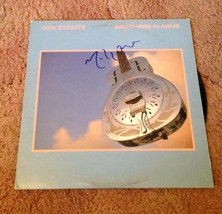 DIRE STRAITS
BROTHERS IN ARMS